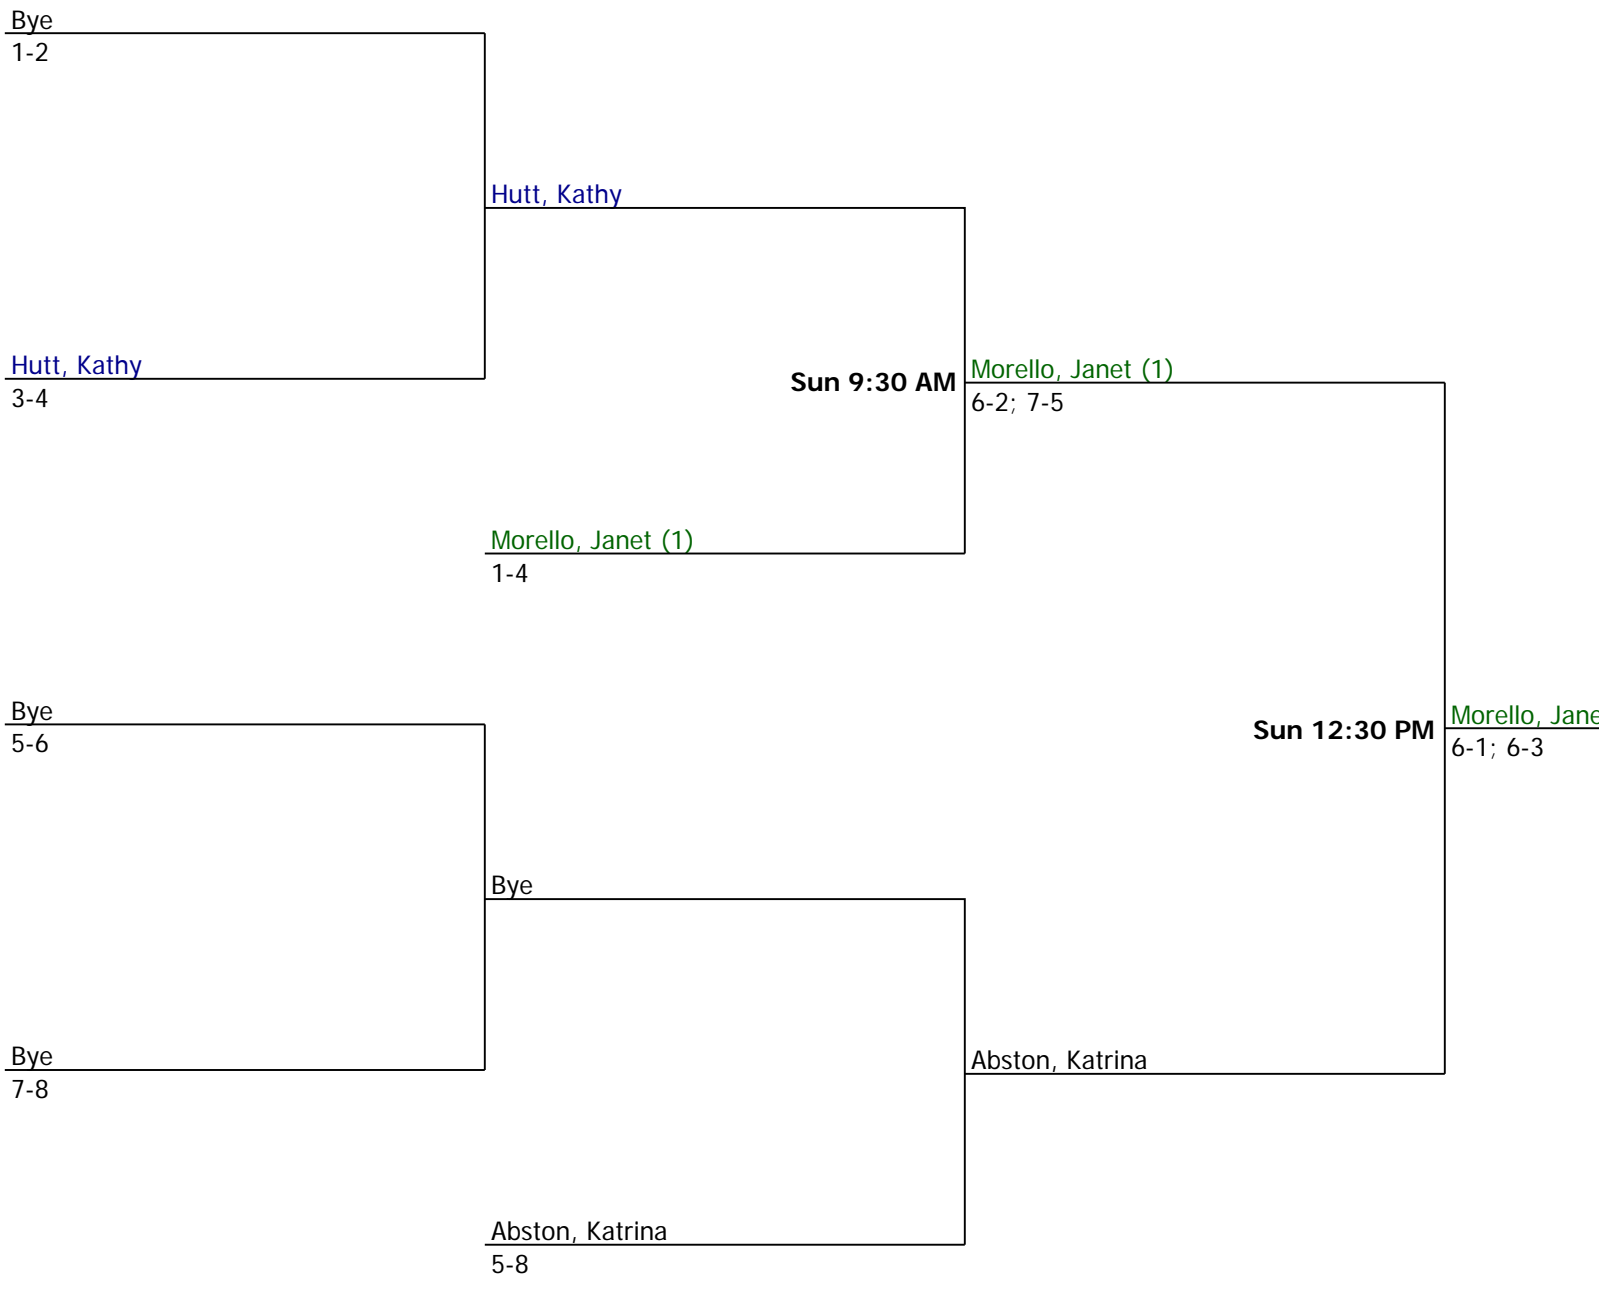 Bye
1-2
Hutt, Kathy
Hutt, Kathy
3-4
Sun 9:30 AM
Morello, Janet (1)
6-2; 7-5
Morello, Janet (1)
1-4
Bye
5-6
Sun 12:30 PM
Morello, Jane
6-1; 6-3
Bye
Bye
7-8
Abston, Katrina
Abston, Katrina
5-8